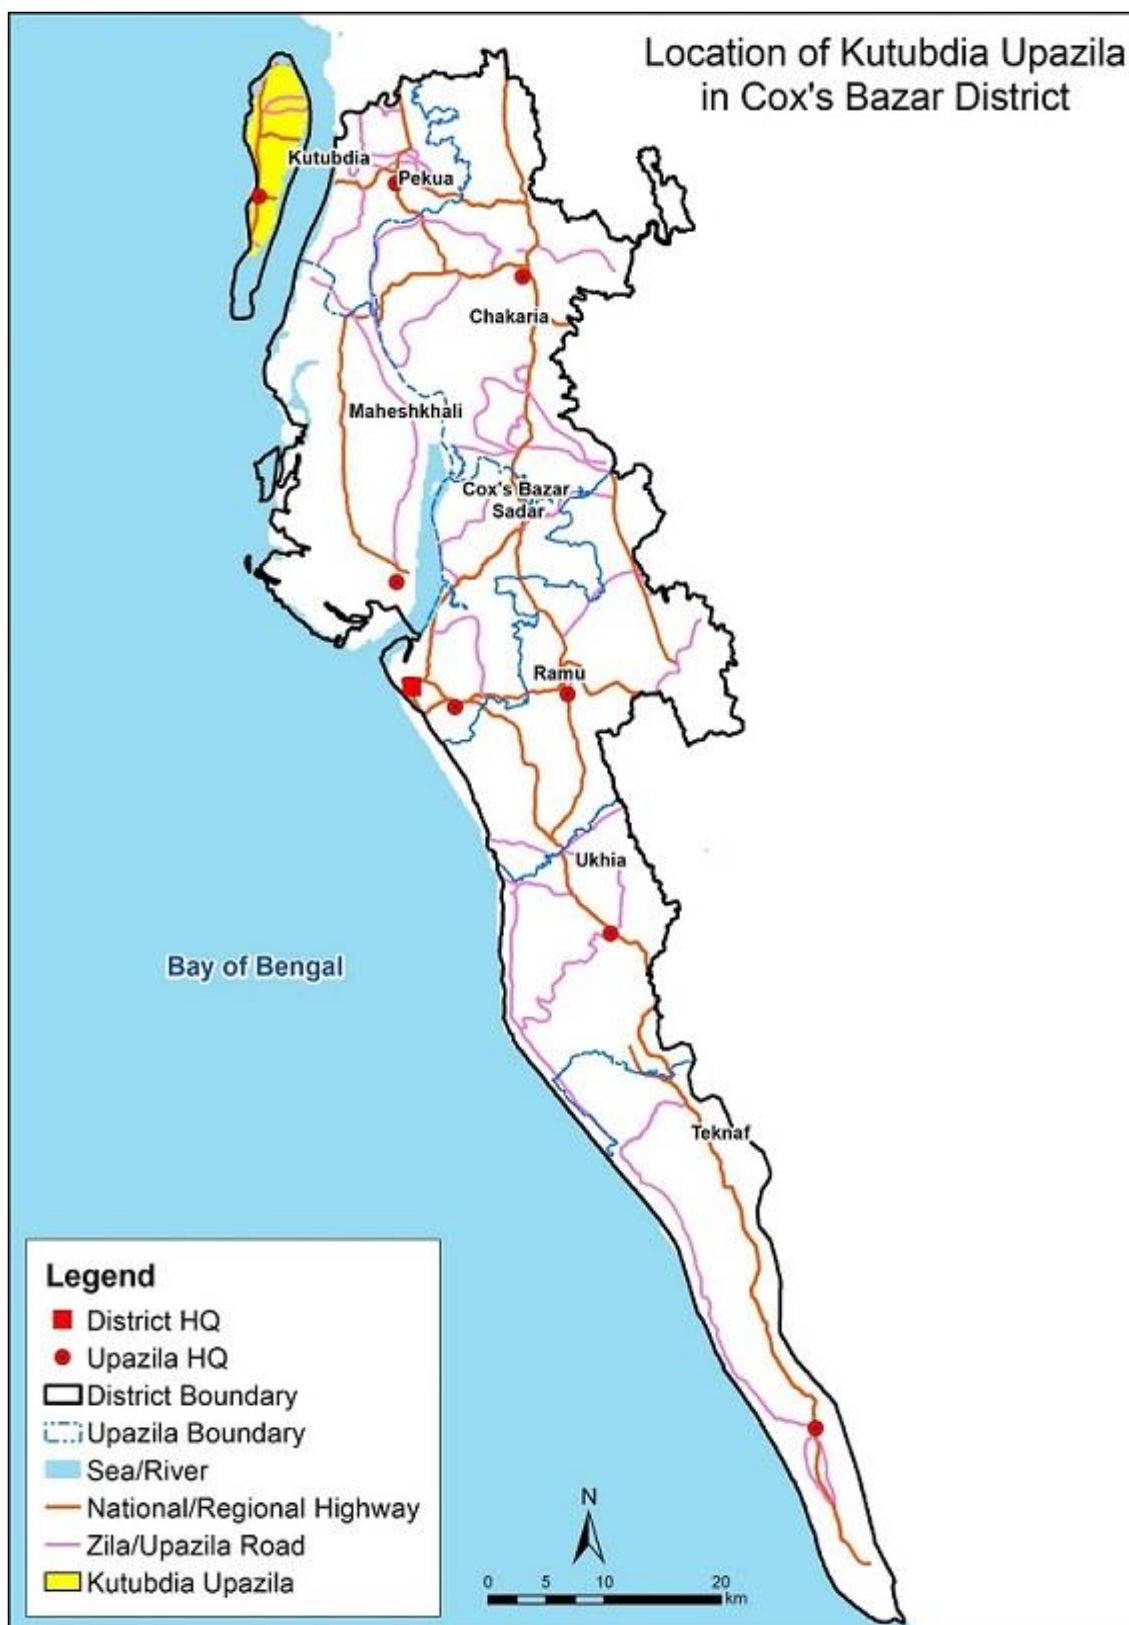 Location of Kutubdia Upazila
in Cox's Bazar District
Kutubdia
Pekua
Chakaria
Maheshkhali
Cox's Bazar
Sadar
Ramu
Ukhia
Bay of Bengal
Teknaf
Legend
District HQ
Upazila HQ
District Boundary
Upazila Boundary
Sea/River
National/Regional Highway
Zila/Upazila Road
Kutubdia Upazila
N
0 5 10 20
km